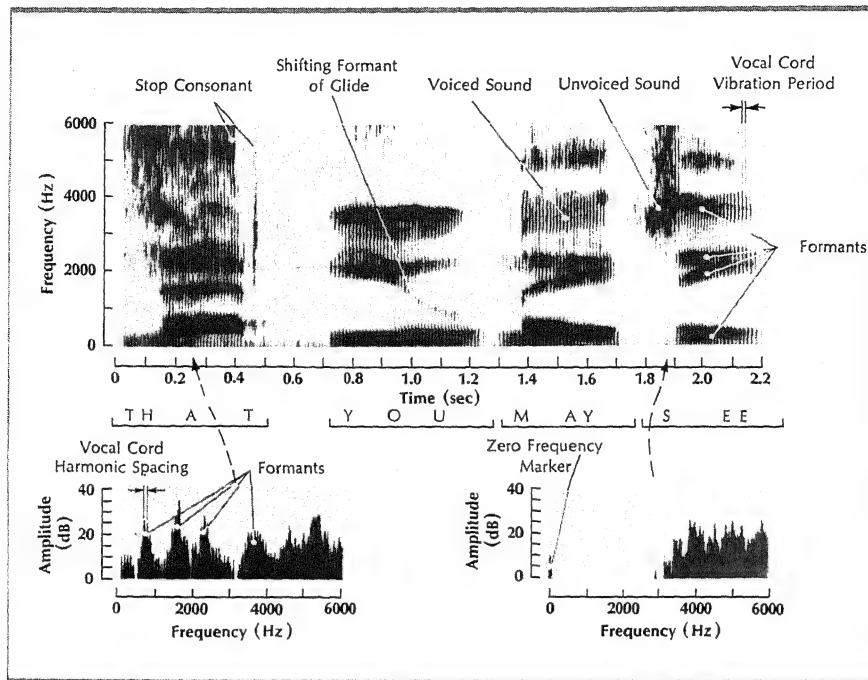 Stop Consonant
Shifting Formant
of Glide
Voiced Sound
Unvoiced Sound
Vocal Cord
Vibration Period
Frequency (Hz)
6000
4000
2000
0
Formants
0 0.2 0.4 0.6 0.8 1.0 1.2 1.4 1.6 1.8 2.0 2.2
Time (sec)
TH A T Y O U M AY S EE
Vocal Cord
Harmonic Spacing
Formants
Amplitude
(dB)
40
20
0
0 2000 4000 6000
Frequency (Hz)
Zero Frequency
Marker
Amplitude
(dB)
40
20
0
0 2000 4000 6000
Frequency (Hz)